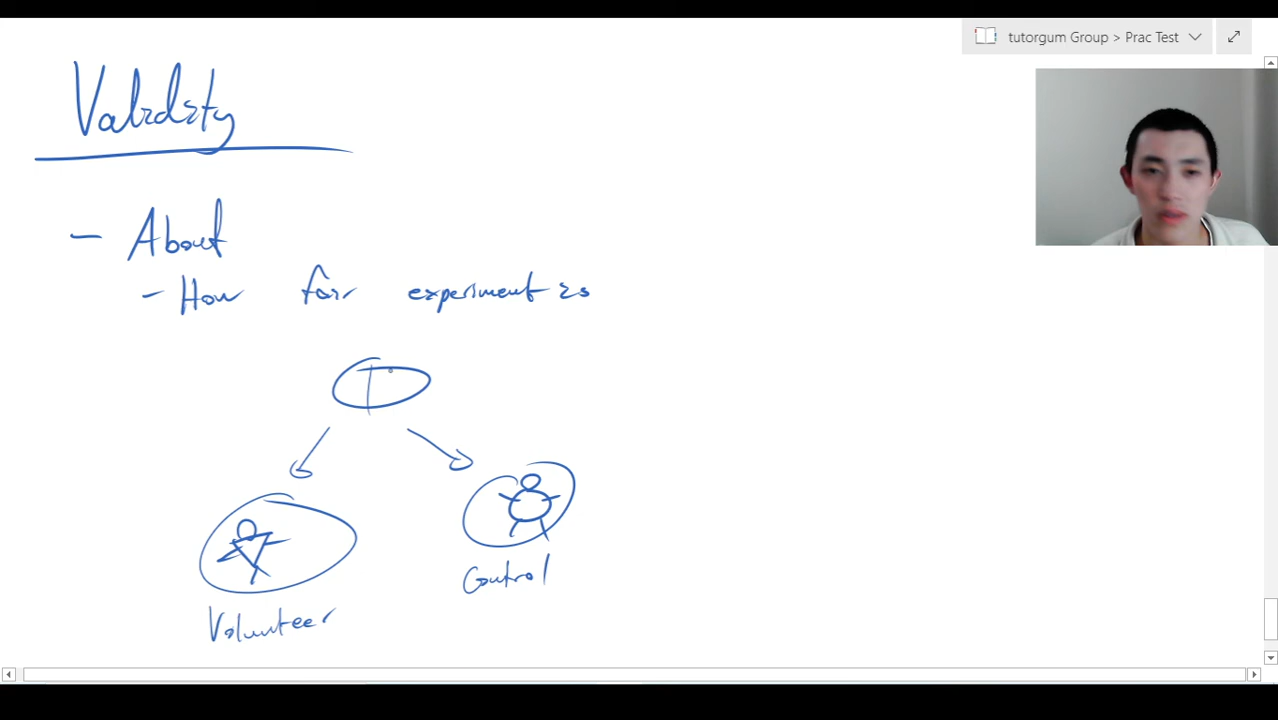 tutorgum Group > Prac Test
Validity
- About
- How fair experiment is
Volunteer
Control